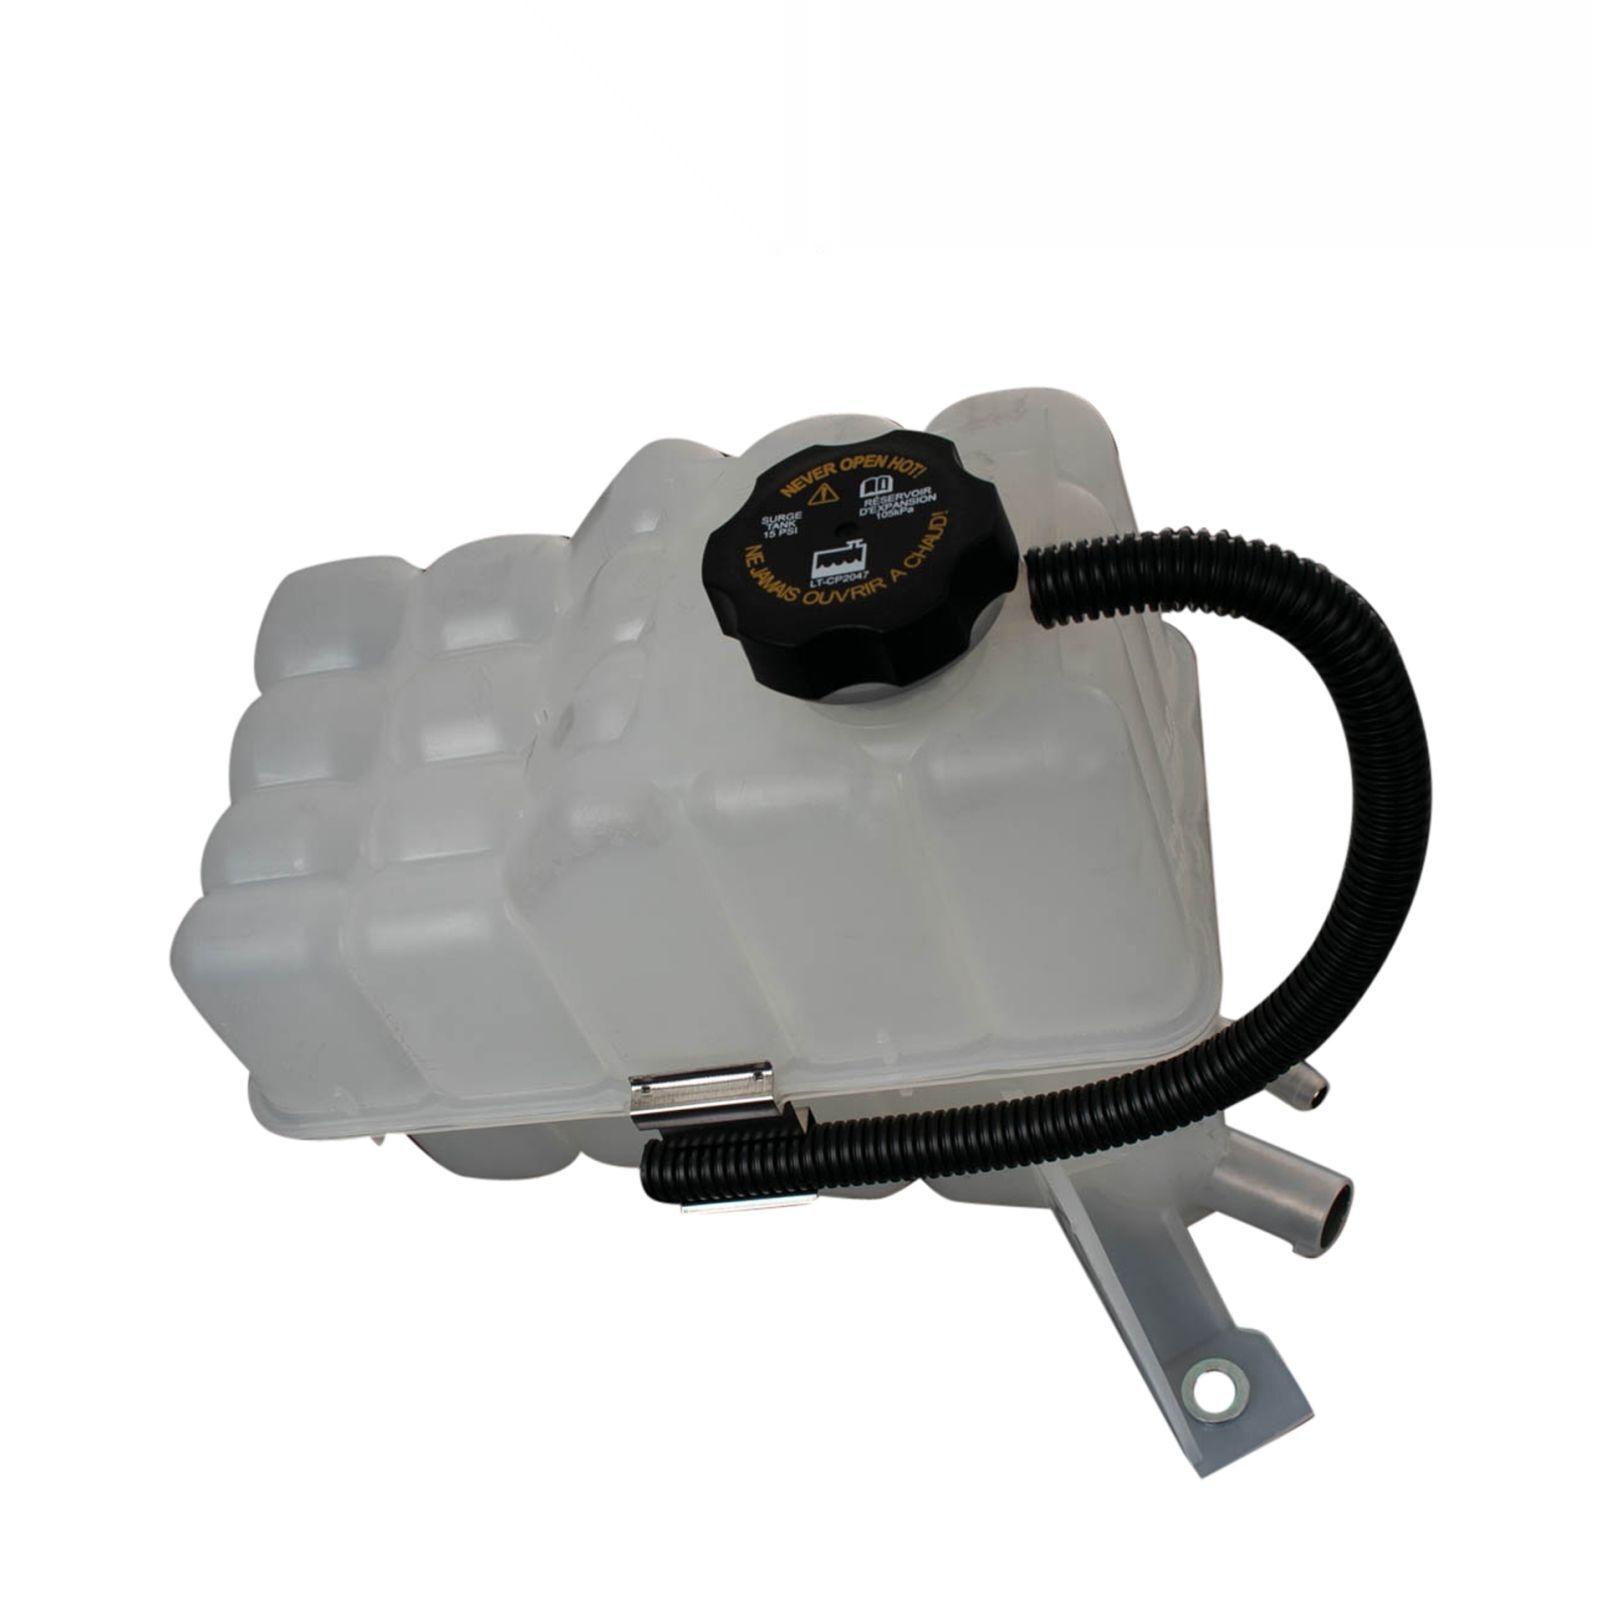 NEVER OPEN HOT!
SURGE
TANK
15 PSI
RÉSERVOIR
D'EXPANSION
105kPa
LT-CP2047
NE JAMAIS OUVRIR A CHAUD!